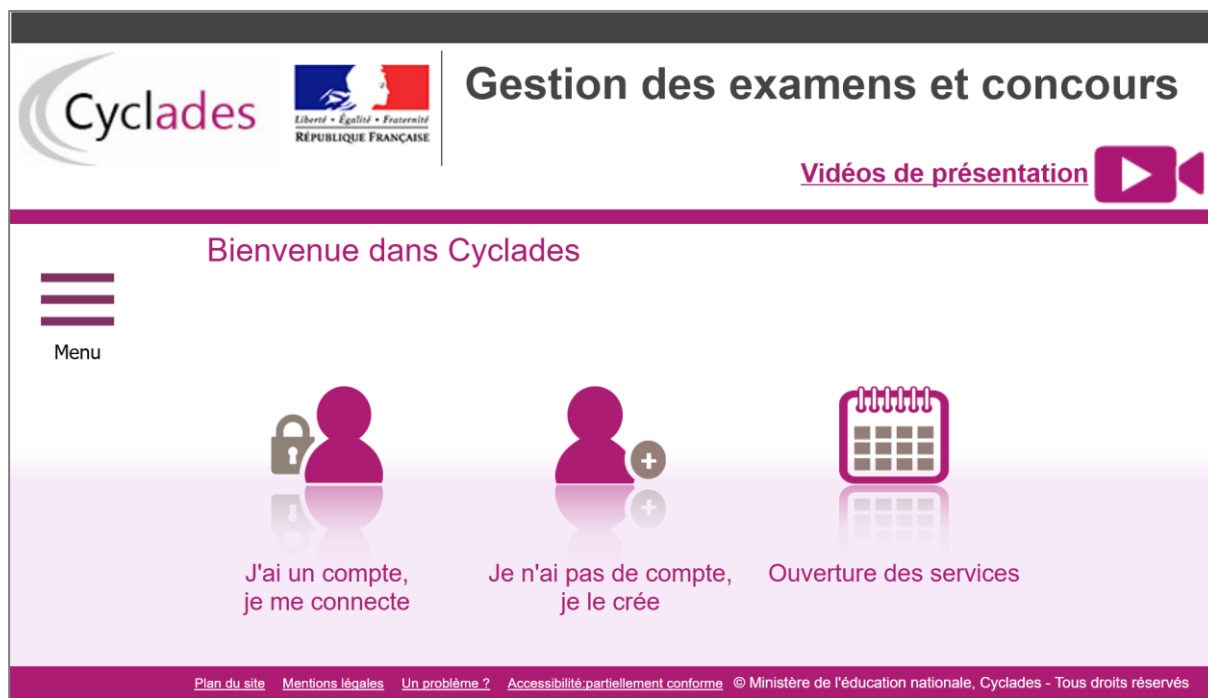 Cyclades
Liberté • Égalité • Fraternité
RÉPUBLIQUE FRANÇAISE
Gestion des examens et concours
Vidéos de présentation
Bienvenue dans Cyclades
Menu
J'ai un compte,
je me connecte
Je n'ai pas de compte,
je le crée
Ouverture des services
Plan du site Mentions légales Un problème ? Accessibilité:partiellement conforme © Ministère de l'éducation nationale, Cyclades - Tous droits réservés